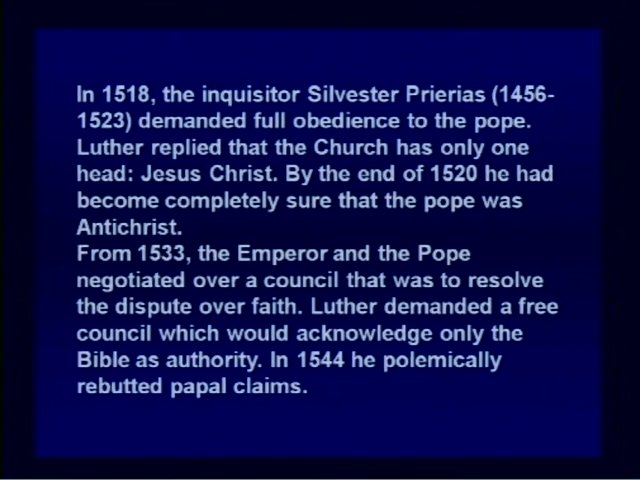 In 1518, the inquisitor Silvester Prierias (1456-
1523) demanded full obedience to the pope.
Luther replied that the Church has only one
head: Jesus Christ. By the end of 1520 he had
become completely sure that the pope was
Antichrist.
From 1533, the Emperor and the Pope
negotiated over a council that was to resolve
the dispute over faith. Luther demanded a free
council which would acknowledge only the
Bible as authority. In 1544 he polemically
rebutted papal claims.